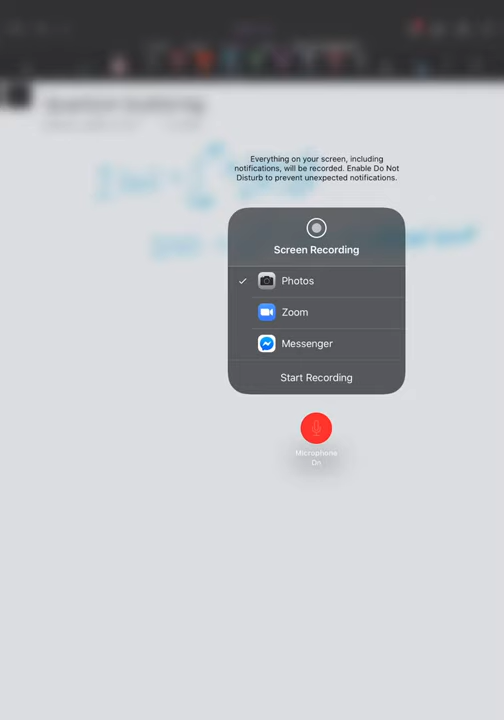 Everything on your screen, including
notifications, will be recorded. Enable Do Not
Disturb to prevent unexpected notifications.
Screen Recording
Photos
Zoom
Messenger
Start Recording
Microphone
On